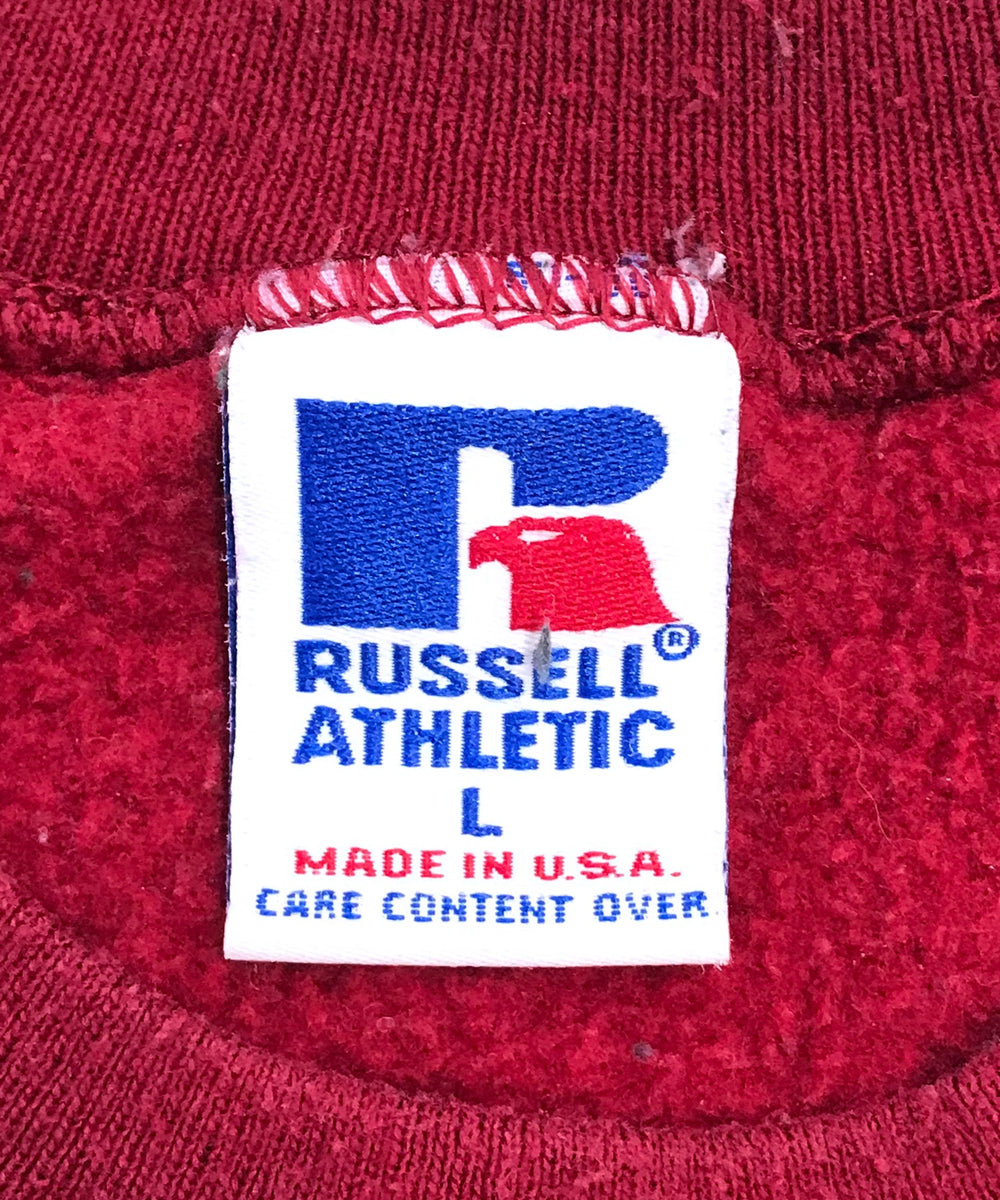 RUSSELL®
ATHLETIC
L
MADE IN U.S.A.
CARE CONTENT OVER.